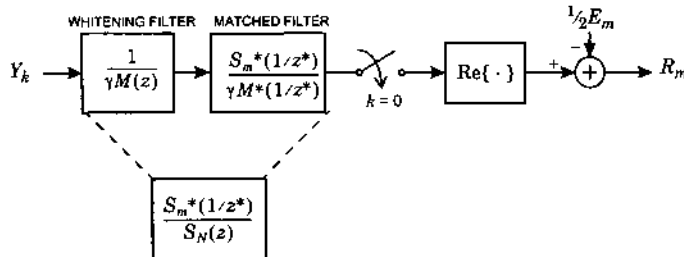 WHITENING FILTER MATCHED FILTER
½E_m
Y_k
1 / γM(z)
S_m*(1/z*) / γM*(1/z*)
k = 0
Re{ · }
+
−
+
R_m
S_m*(1/z*) / S_N(z)